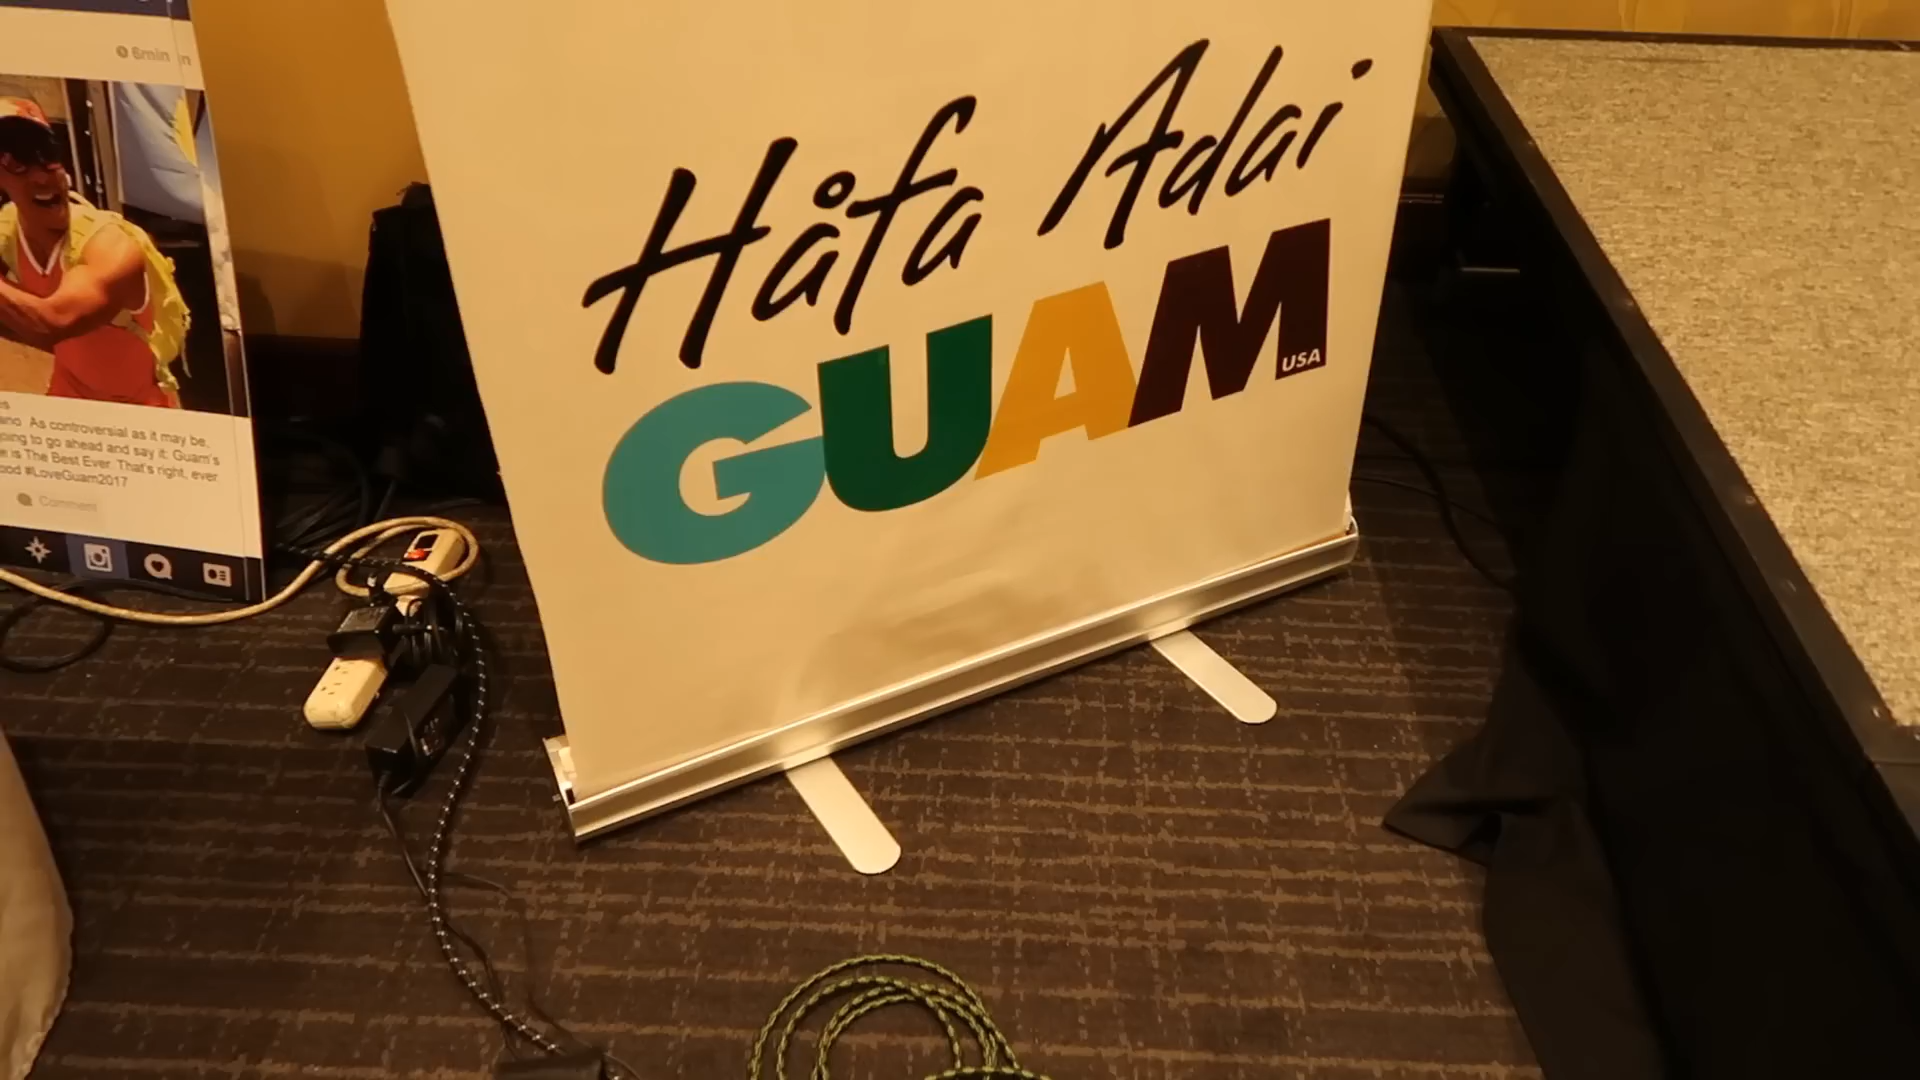 6min
Håfa Adai
GUAM
USA
As controversial as it may be,
going to go ahead and say it: Guam's
is The Best Ever. That's right, ever
#LoveGuam2017
Comment